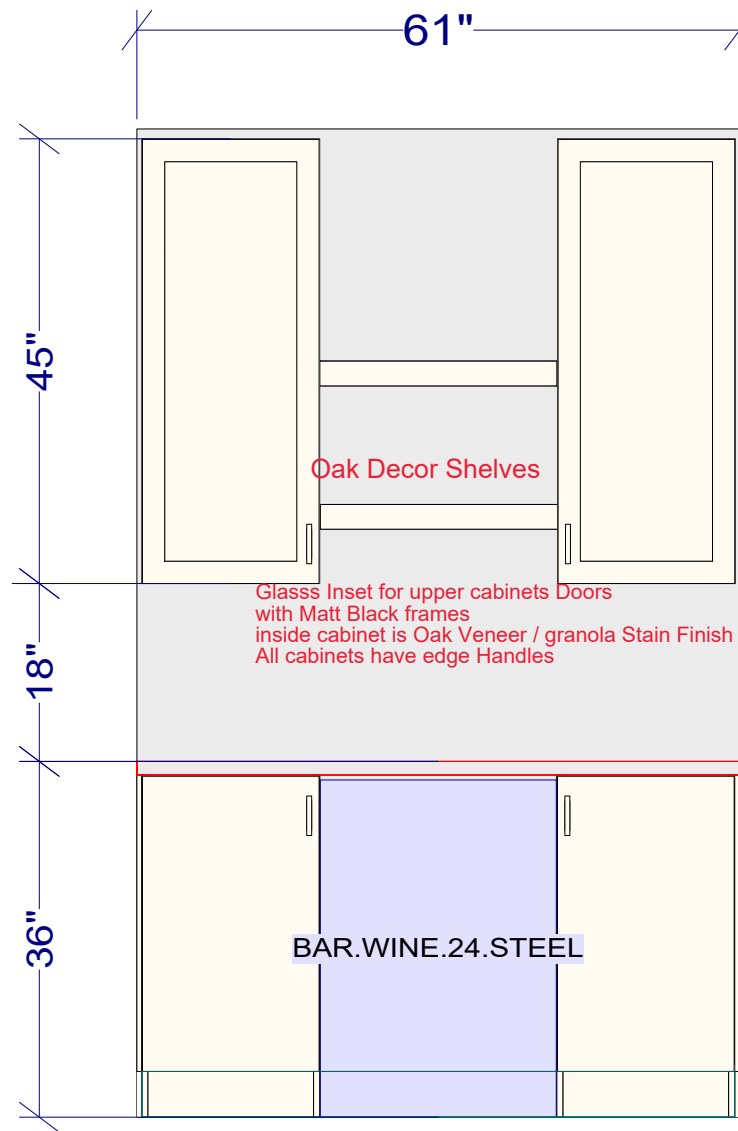 61"
45"
Oak Decor Shelves
Glasss Inset for upper cabinets Doors
with Matt Black frames
inside cabinet is Oak Veneer / granola Stain Finish
All cabinets have edge Handles
18"
36"
BAR.WINE.24.STEEL